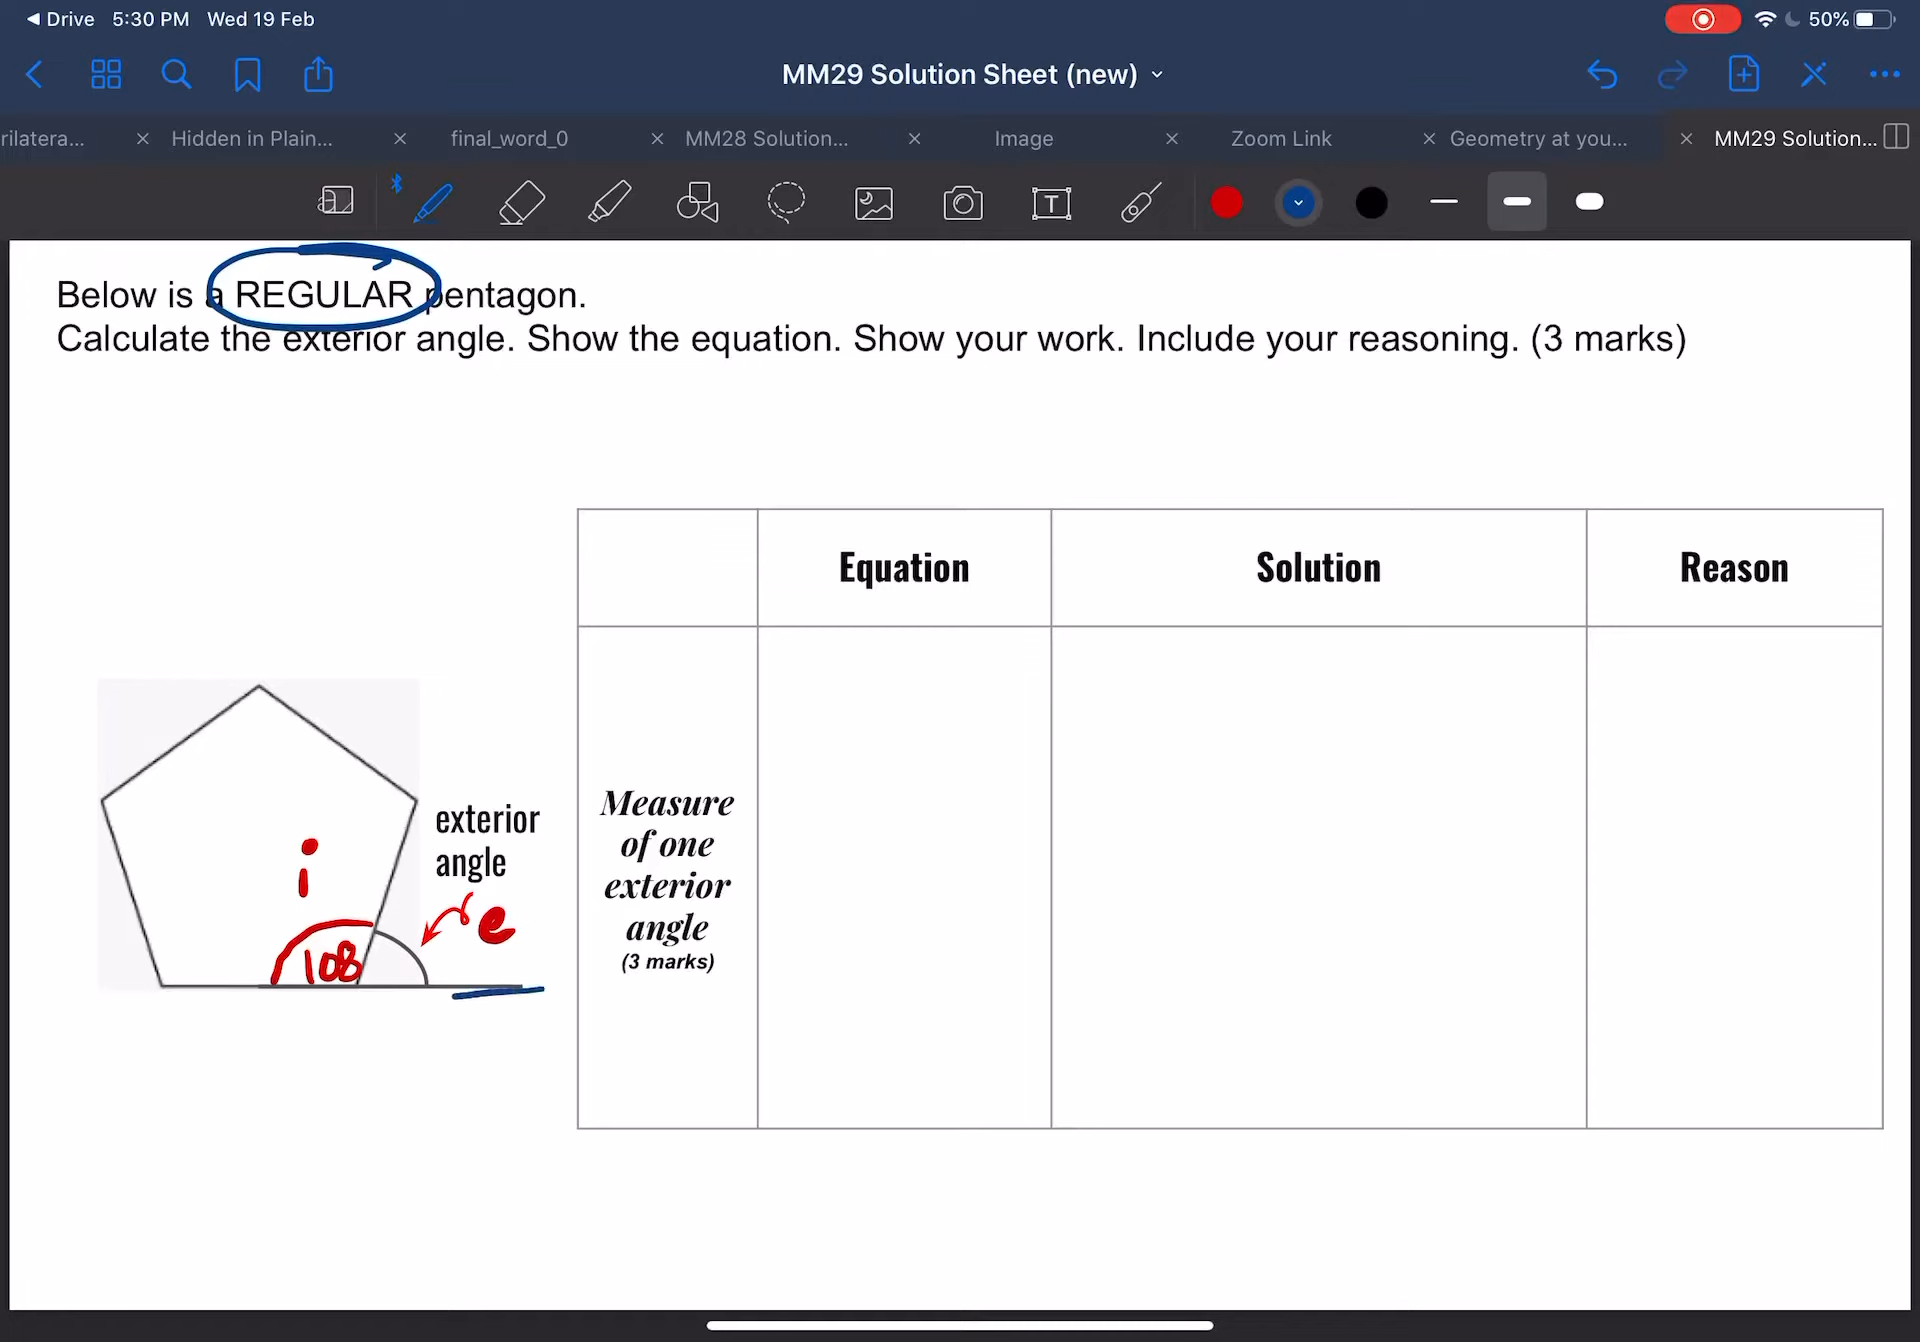 Drive 5:30 PM Wed 19 Feb 50%
MM29 Solution Sheet (new)
rilatera... Hidden in Plain... final_word_0 MM28 Solution... Image Zoom Link Geometry at you... MM29 Solution...
a T
Below is a REGULAR pentagon.
Calculate the exterior angle. Show the equation. Show your work. Include your reasoning. (3 marks)
Equation Solution Reason
exterior
angle
i
e
108
Measure
of one
exterior
angle
(3 marks)